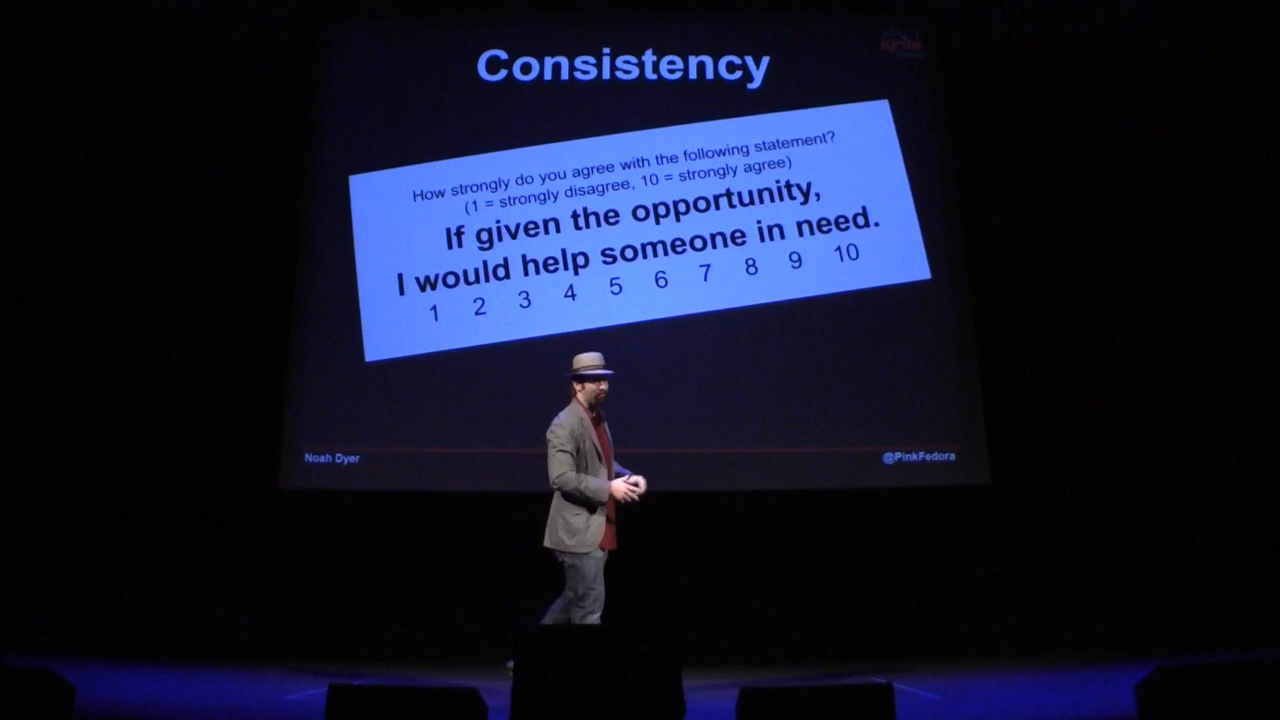 ignite
Consistency
How strongly do you agree with the following statement?
(1 = strongly disagree, 10 = strongly agree)
If given the opportunity,
I would help someone in need.
1 2 3 4 5 6 7 8 9 10
Noah Dyer
@PinkFedora